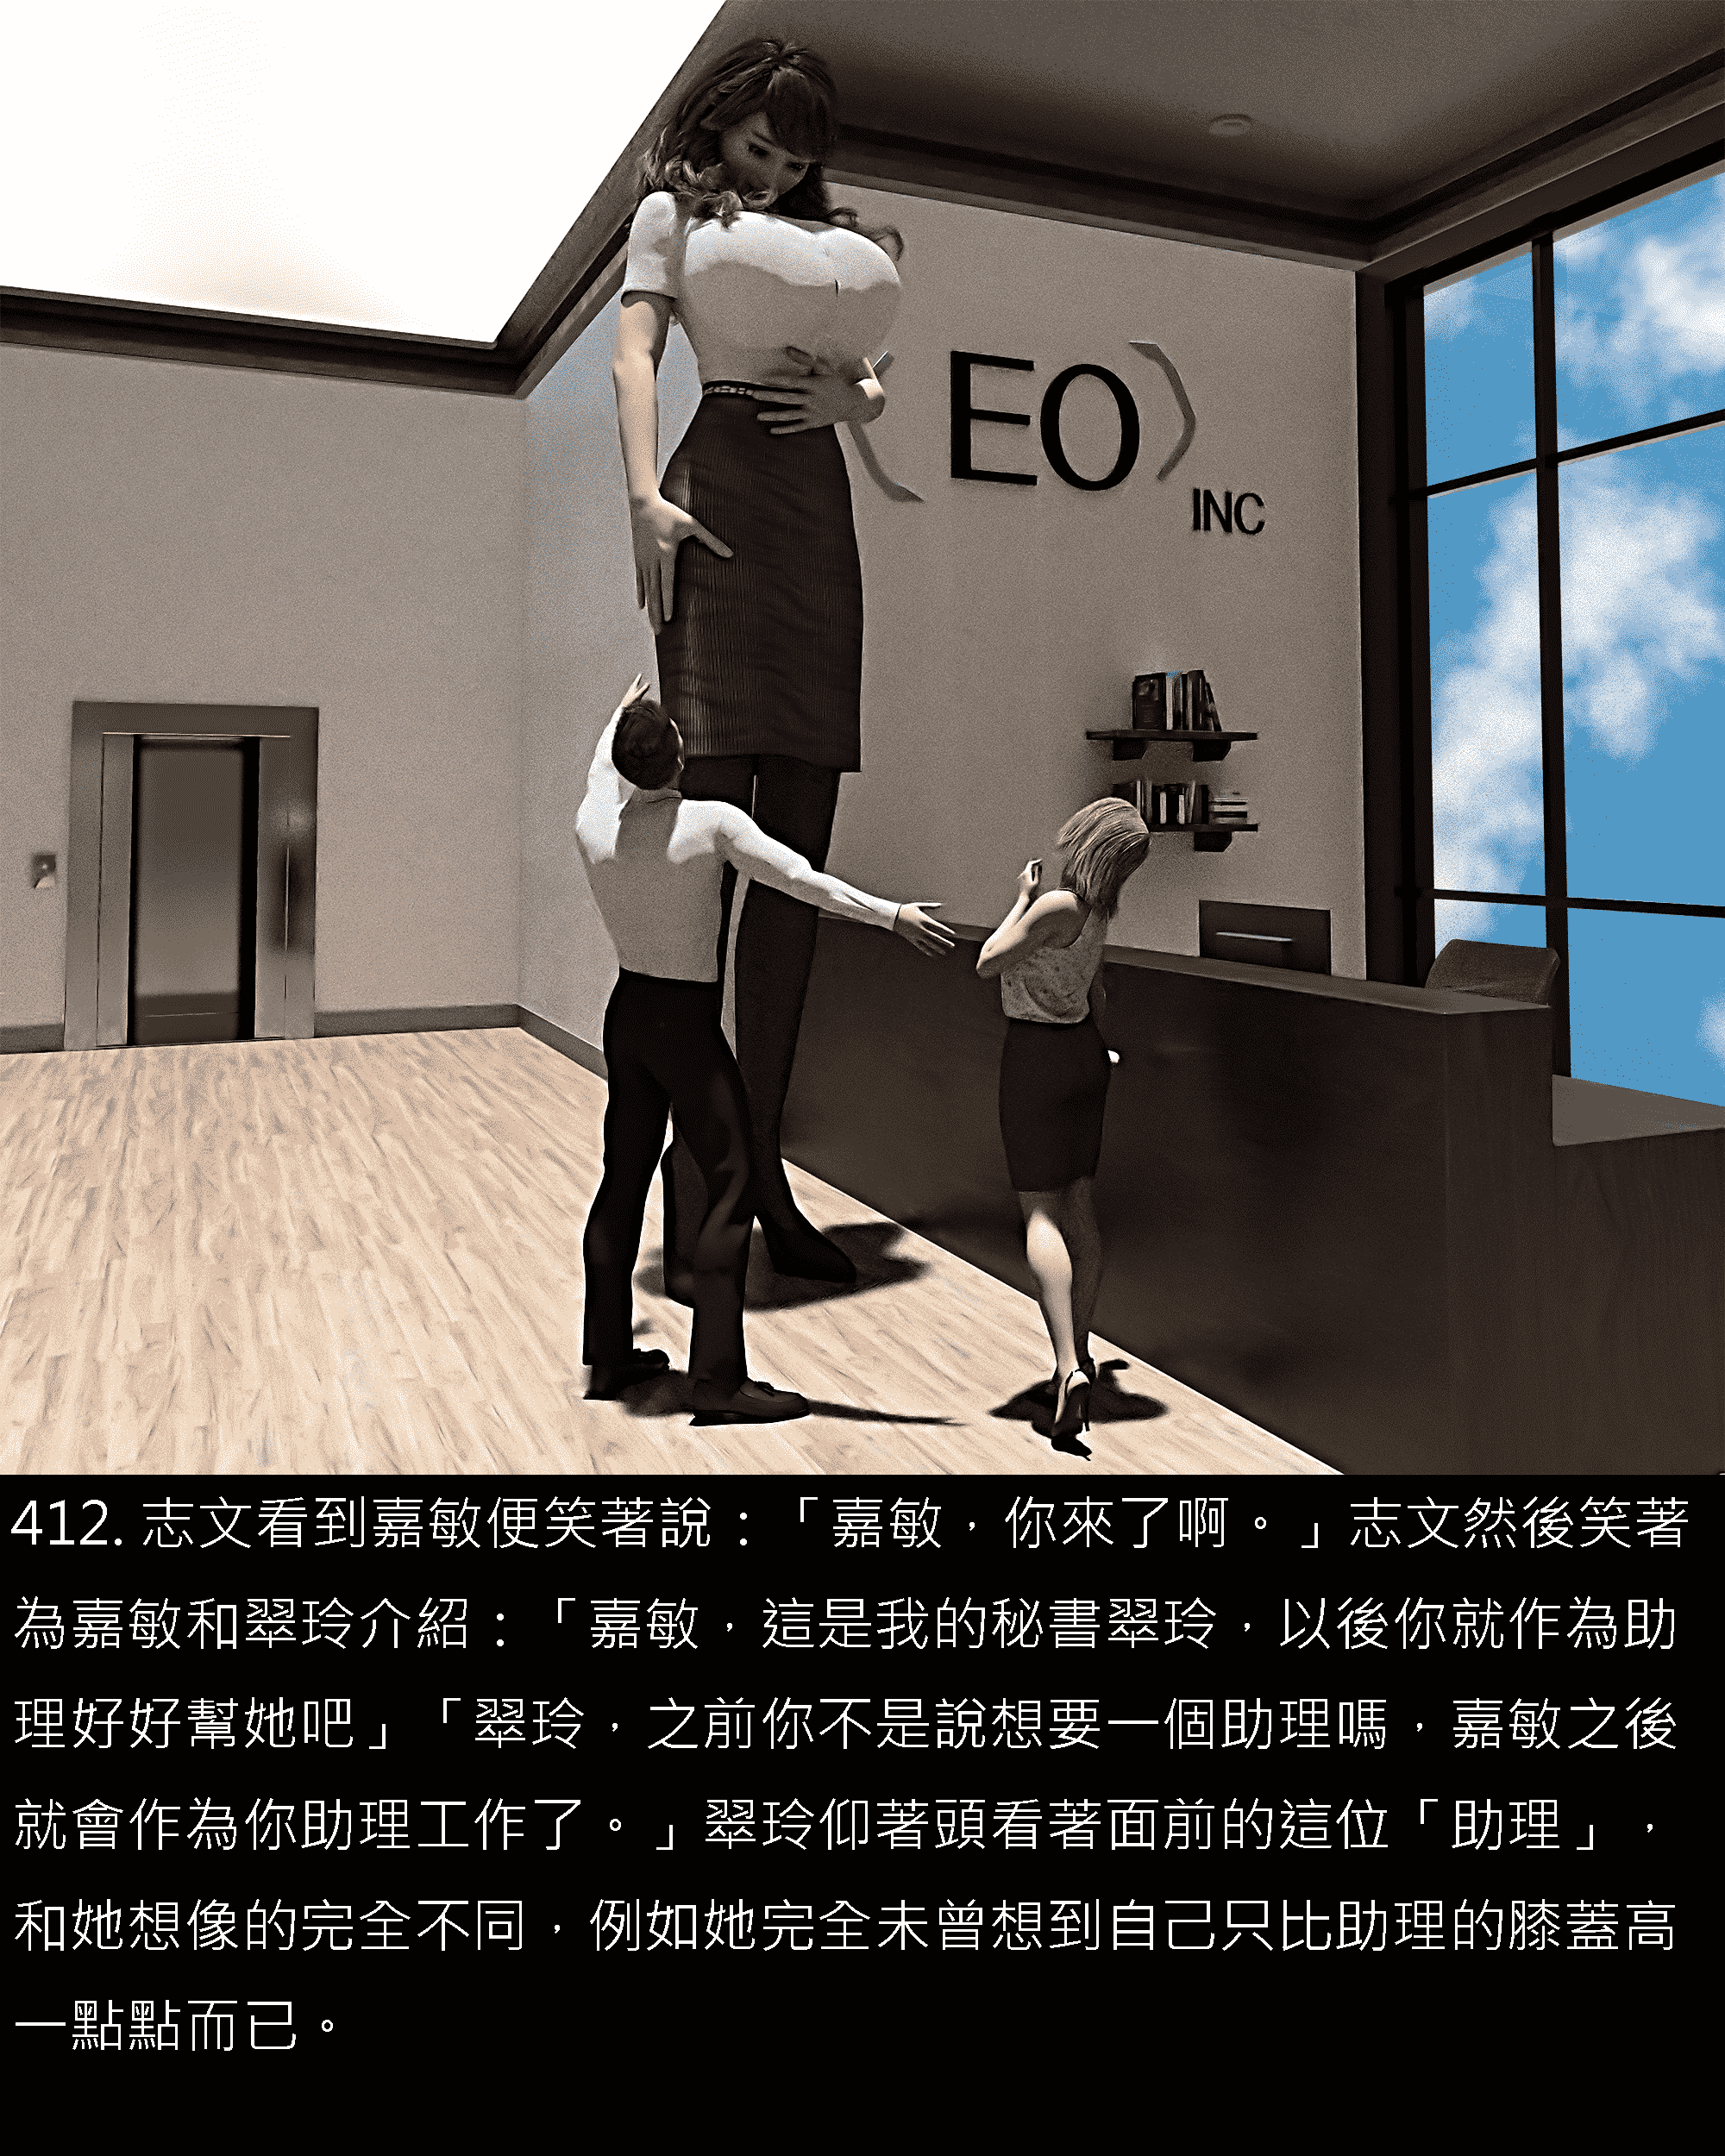 EO
INC
412. 志文看到嘉敏便笑著說：「嘉敏，你來了啊。」志文然後笑著
為嘉敏和翠玲介紹：「嘉敏，這是我的秘書翠玲，以後你就作為助
理好好幫她吧」「翠玲，之前你不是說想要一個助理嗎，嘉敏之後
就會作為你助理工作了。」翠玲仰著頭看著面前的這位「助理」，
和她想像的完全不同，例如她完全未曾想到自己只比助理的膝蓋高
一點點而已。